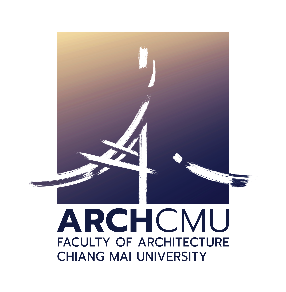 ARCHCMU
FACULTY OF ARCHITECTURE
CHIANG MAI UNIVERSITY